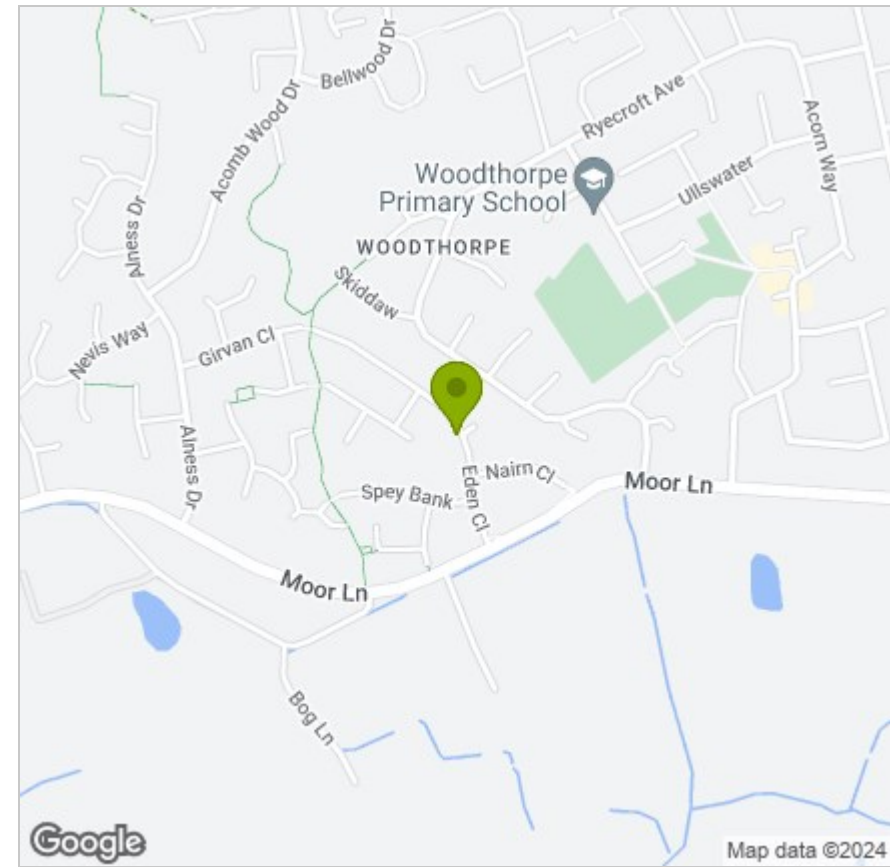 Bellwood Dr
Ryecroft Ave
Acomb Wood Dr
Acorn Way
Woodthorpe
Primary School
Ullswater
Alness Dr
WOODTHORPE
Skiddaw
Nevis Way
Girvan Cl
Alness Dr
Nairn Cl
Moor Ln
Spey Bank
Eden Cl
Moor Ln
Bog Ln
Google
Map data ©2024